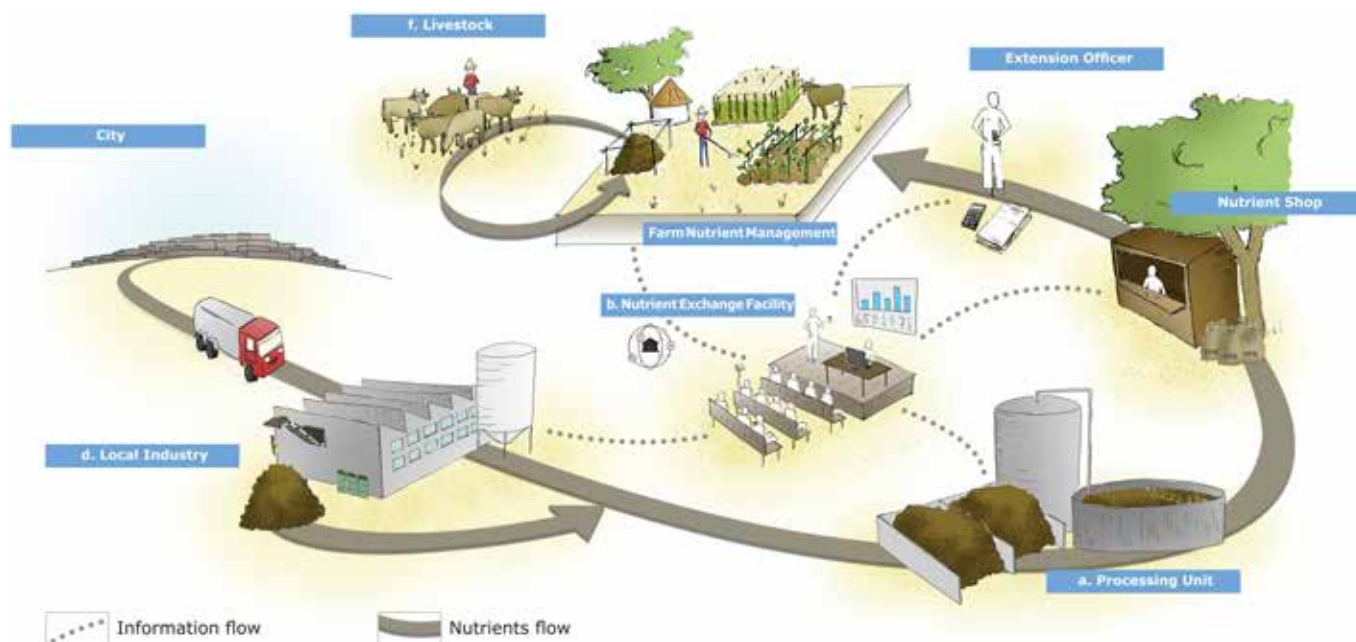 f. Livestock
Extension Officer
City
Nutrient Shop
Farm Nutrient Management
b. Nutrient Exchange Facility
d. Local Industry
a. Processing Unit
Information flow
Nutrients flow